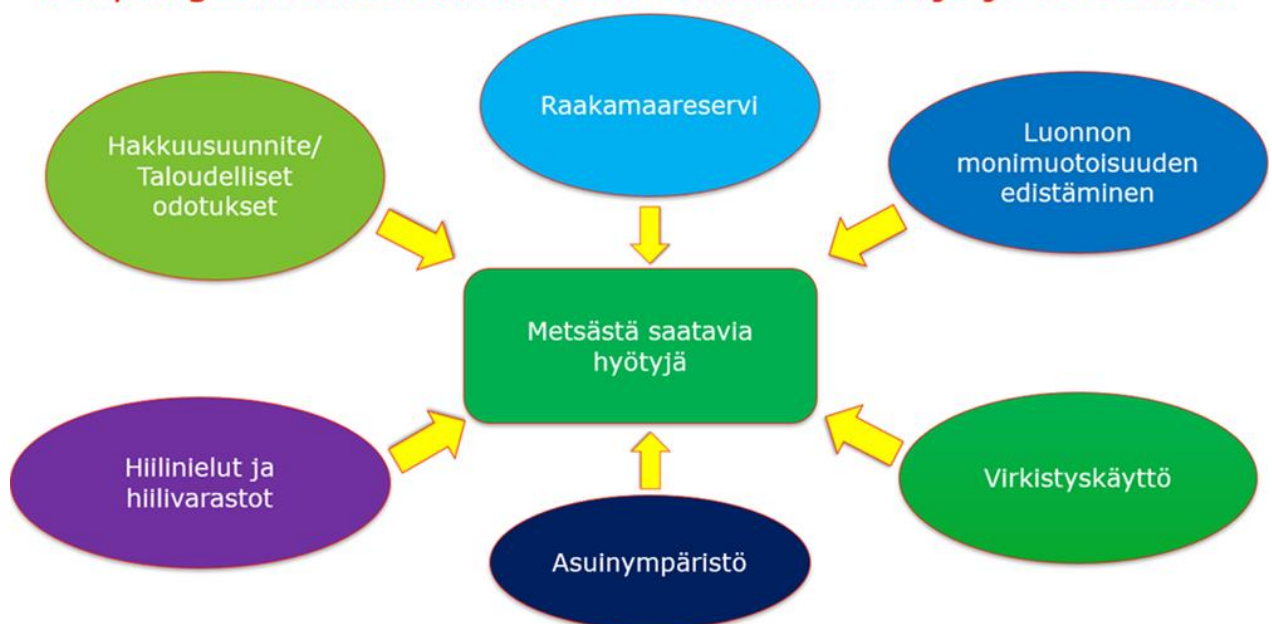 Raakamaareservi
Hakkuusuunnite/
Taloudelliset
odotukset
Luonnon
monimuotoisuuden
edistäminen
Metsästä saatavia
hyötyjä
Hiilinielut ja
hiilivarastot
Virkistyskäyttö
Asuinympäristö